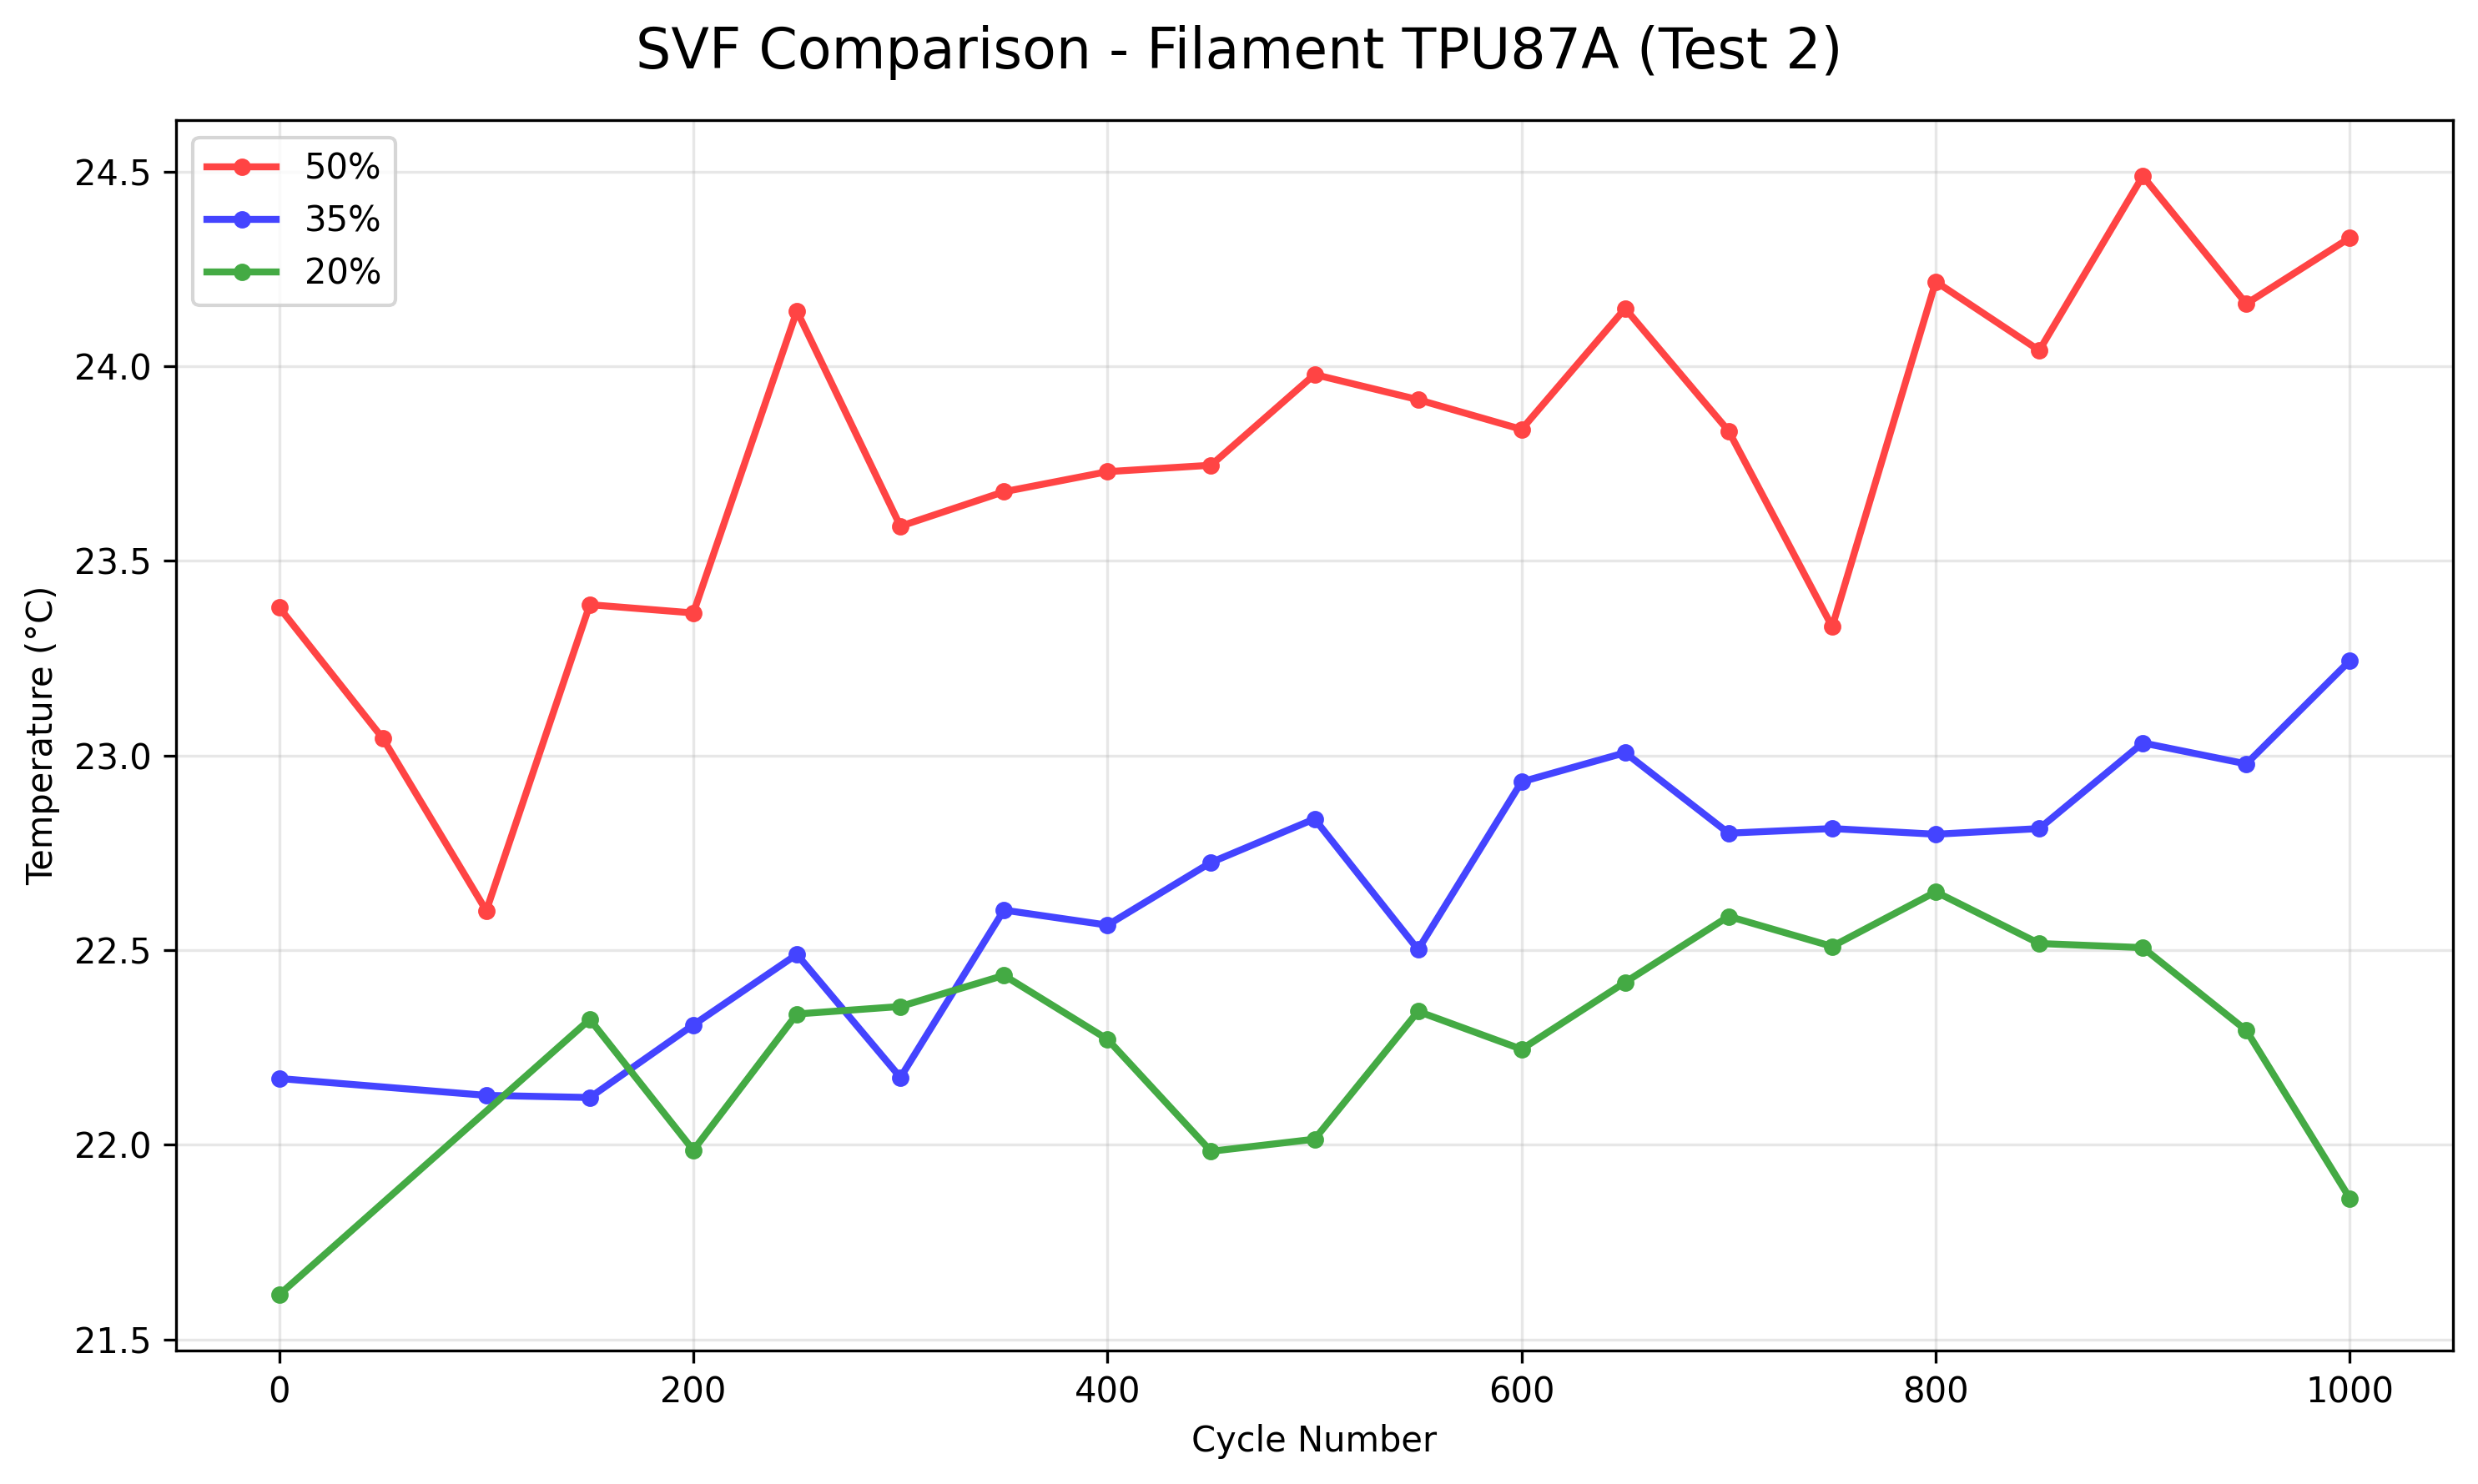 SVF Comparison - Filament TPU87A (Test 2)
50%
35%
20%
24.5
24.0
23.5
23.0
22.5
22.0
21.5
Temperature (°C)
0 200 400 600 800 1000
Cycle Number